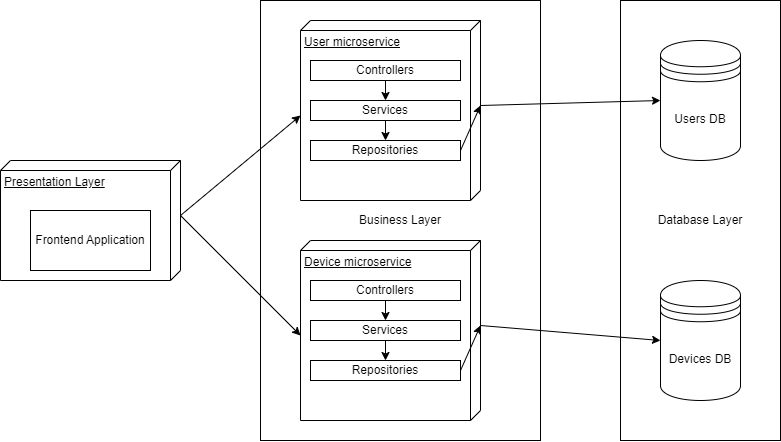 Presentation Layer
Frontend Application
User microservice
Controllers
Services
Repositories
Business Layer
Device microservice
Controllers
Services
Repositories
Users DB
Database Layer
Devices DB